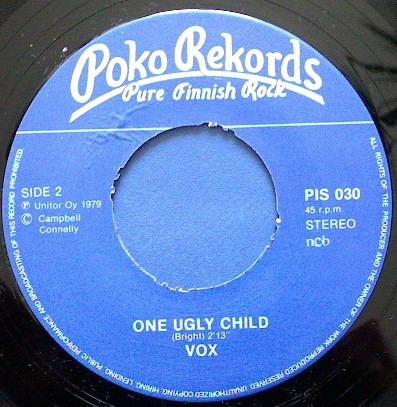 Poko Rekords
Pure Finnish Rock
SIDE 2
℗ Unitor Oy 1979
© Campbell
Connelly
PIS 030
45 r.p.m.
STEREO
ncb
ONE UGLY CHILD
(Bright) 2'13"
VOX
ALL RIGHTS OF THE PRODUCER AND THE OWNER OF THE WORK REPRODUCED RESERVED. UNAUTHORIZED COPYING, HIRING, LENDING, PUBLIC PERFORMANCE AND BROADCASTING OF THIS RECORD PROHIBITED